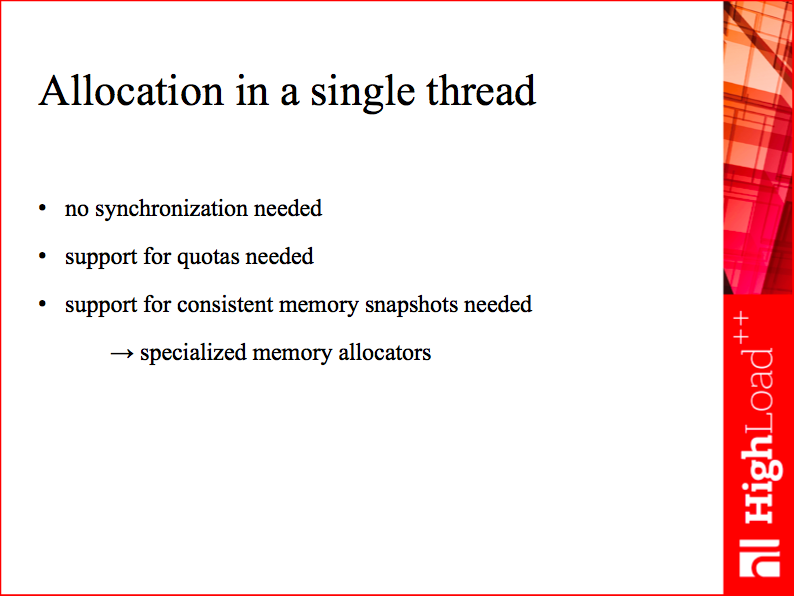 Allocation in a single thread
• no synchronization needed
• support for quotas needed
• support for consistent memory snapshots needed
→ specialized memory allocators
HighLoad++